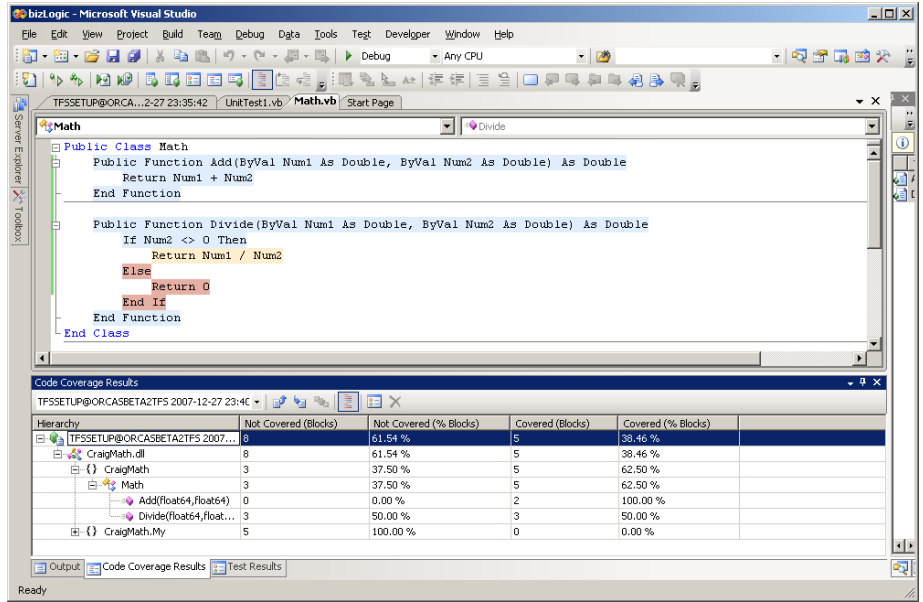 bizLogic - Microsoft Visual Studio
File Edit View Project Build Team Debug Data Tools Test Developer Window Help
Debug Any CPU
TFSSETUP@ORCA...2-27 23:35:42 UnitTest1.vb Math.vb Start Page
Server Explorer
Toolbox
Math Divide
Public Class Math
Public Function Add(ByVal Num1 As Double, ByVal Num2 As Double) As Double
Return Num1 + Num2
End Function
Public Function Divide(ByVal Num1 As Double, ByVal Num2 As Double) As Double
If Num2 <> 0 Then
Return Num1 / Num2
Else
Return 0
End If
End Function
End Class
Code Coverage Results
TFSSETUP@ORCASBETA2TFS 2007-12-27 23:4
Hierarchy Not Covered (Blocks) Not Covered (% Blocks) Covered (Blocks) Covered (% Blocks)
TFSSETUP@ORCASBETA2TFS 2007... 8 61.54 % 5 38.46 %
CraigMath.dll 8 61.54 % 5 38.46 %
{} CraigMath 3 37.50 % 5 62.50 %
Math 3 37.50 % 5 62.50 %
Add(float64,float64) 0 0.00 % 2 100.00 %
Divide(float64,float... 3 50.00 % 3 50.00 %
{} CraigMath.My 5 100.00 % 0 0.00 %
Output Code Coverage Results Test Results
Ready